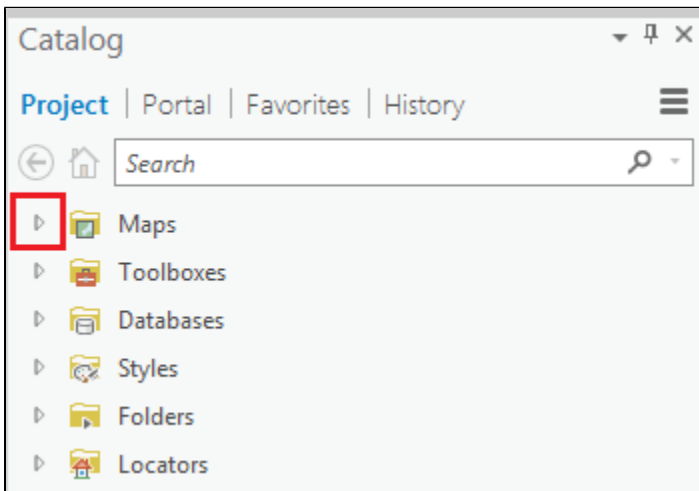 Catalog
Project | Portal | Favorites | History
Search
Maps
Toolboxes
Databases
Styles
Folders
Locators